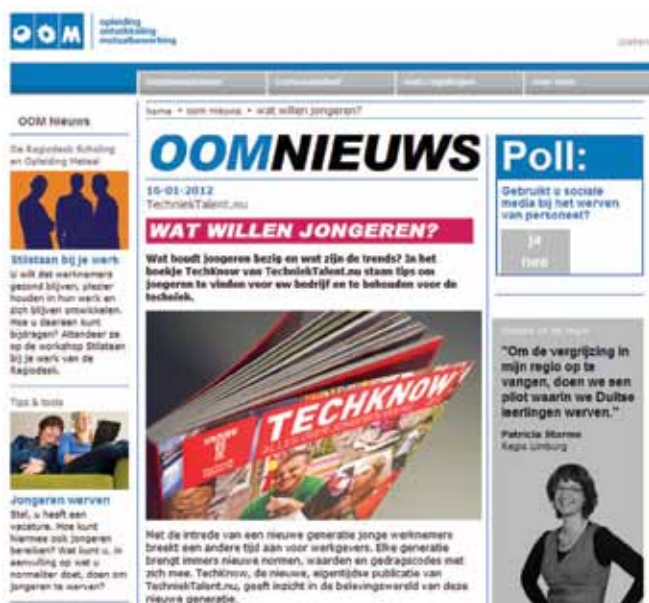 OOM
opleiding
ontwikkeling
metaalbewerking
zoeken
home • oom nieuws • wat willen jongeren?
OOM Nieuws
De Regiodesk Scholing
en Opleiding Metaal
Stilstaan bij je werk
U wilt dat werknemers
gezond blijven, plezier
houden in hun werk en
zich blijven ontwikkelen.
Hoe u daaraan kunt
bijdragen? Attendeer ze
op de workshop Stilstaan
bij je werk van de
Regiodesk.
Tips & tools
Jongeren werven
Stel, u heeft een
vacature. Hoe kunt
hiermee ook jongeren
bereiken? Wat kunt u, in
aanvulling op wat u
normaliter doet, doen om
jongeren te werven?
OOMNIEUWS
16-01-2012
TechniekTalent.nu
WAT WILLEN JONGEREN?
Wat houdt jongeren bezig en wat zijn de trends? In het
boekje TechKnow van TechniekTalent.nu staan tips om
jongeren te vinden voor uw bedrijf en te behouden voor de
techniek.
TECHKNOW!
Met de intrede van een nieuwe generatie jonge werknemers
breekt een andere tijd aan voor werkgevers. Elke generatie
brengt immers nieuwe normen, waarden en gedragscodes met
zich mee. TechKnow, de nieuwe, eigentijdse publicatie van
TechniekTalent.nu, geeft inzicht in de belevingswereld van deze
nieuwe generatie.
Poll:
Gebruikt u sociale
media bij het werven
van personeel?
ja
nee
Nieuws uit de regio
"Om de vergrijzing in
mijn regio op te
vangen, doen we een
pilot waarin we Duitse
leerlingen werven."
Patricia Storms
Regio Limburg